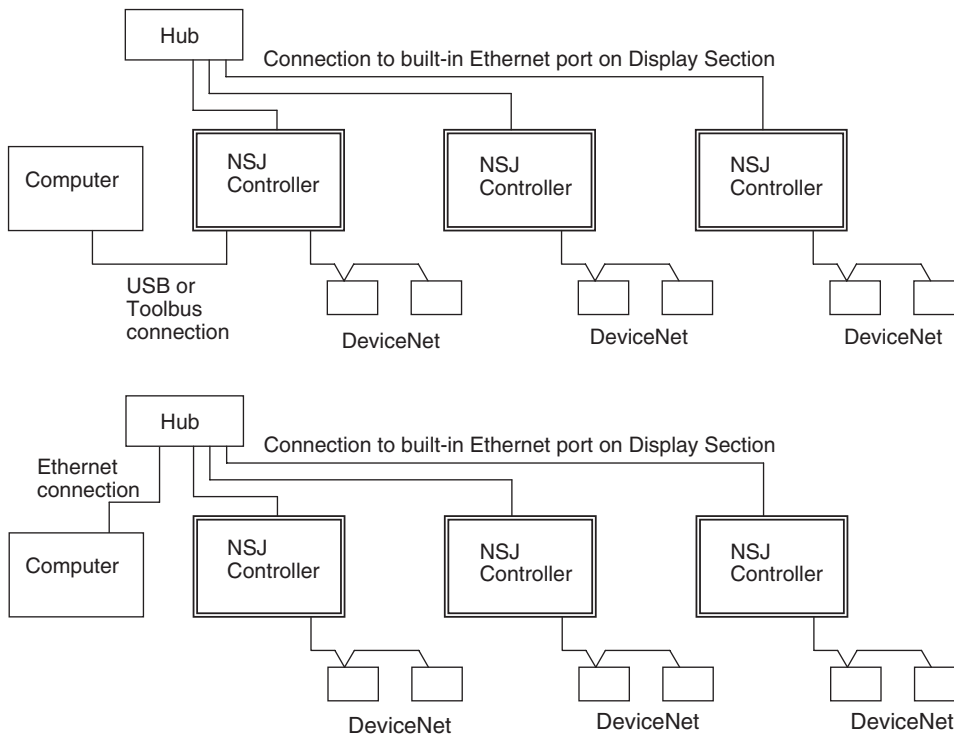 Hub
Connection to built-in Ethernet port on Display Section
Computer
NSJ
Controller
NSJ
Controller
NSJ
Controller
USB or
Toolbus
connection
DeviceNet
DeviceNet
DeviceNet
Hub
Connection to built-in Ethernet port on Display Section
Ethernet
connection
Computer
NSJ
Controller
NSJ
Controller
NSJ
Controller
DeviceNet
DeviceNet
DeviceNet